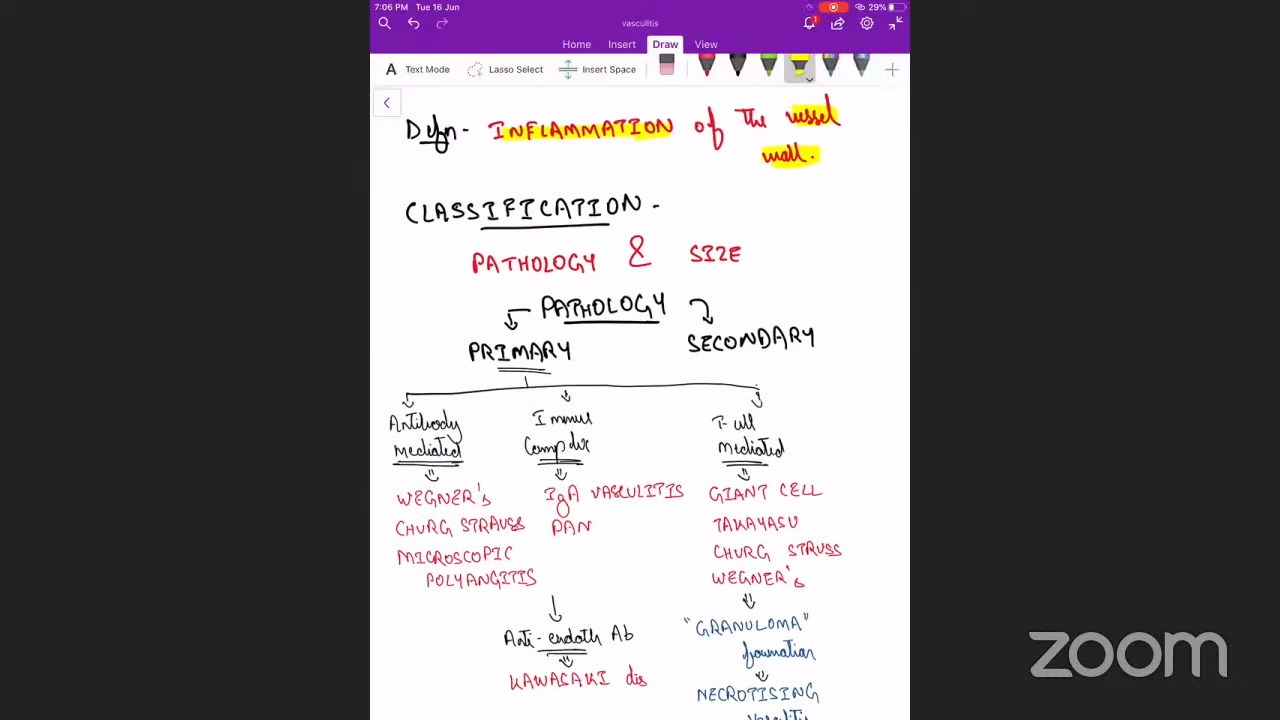 7:06 PM Tue 16 Jun
29%
vasculitis
1
Home Insert Draw View
A Text Mode Lasso Select Insert Space
Defn - INFLAMMATION of the vessel
wall.
CLASSIFICATION -
PATHOLOGY & SIZE
PATHOLOGY
PRIMARY SECONDARY
Antibody Immune T-cell
Mediated Complex Mediated
WEGNER'S IgA VASCULITIS GIANT CELL
CHURG STRAUSS PAN TAKAYASU
MICROSCOPIC CHURG STRUSS
POLYANGITIS WEGNER'S
Anti-endoth Ab "GRANULOMA"
formation
KAWASAKI dis
NECROTISING
vasculitis
zoom